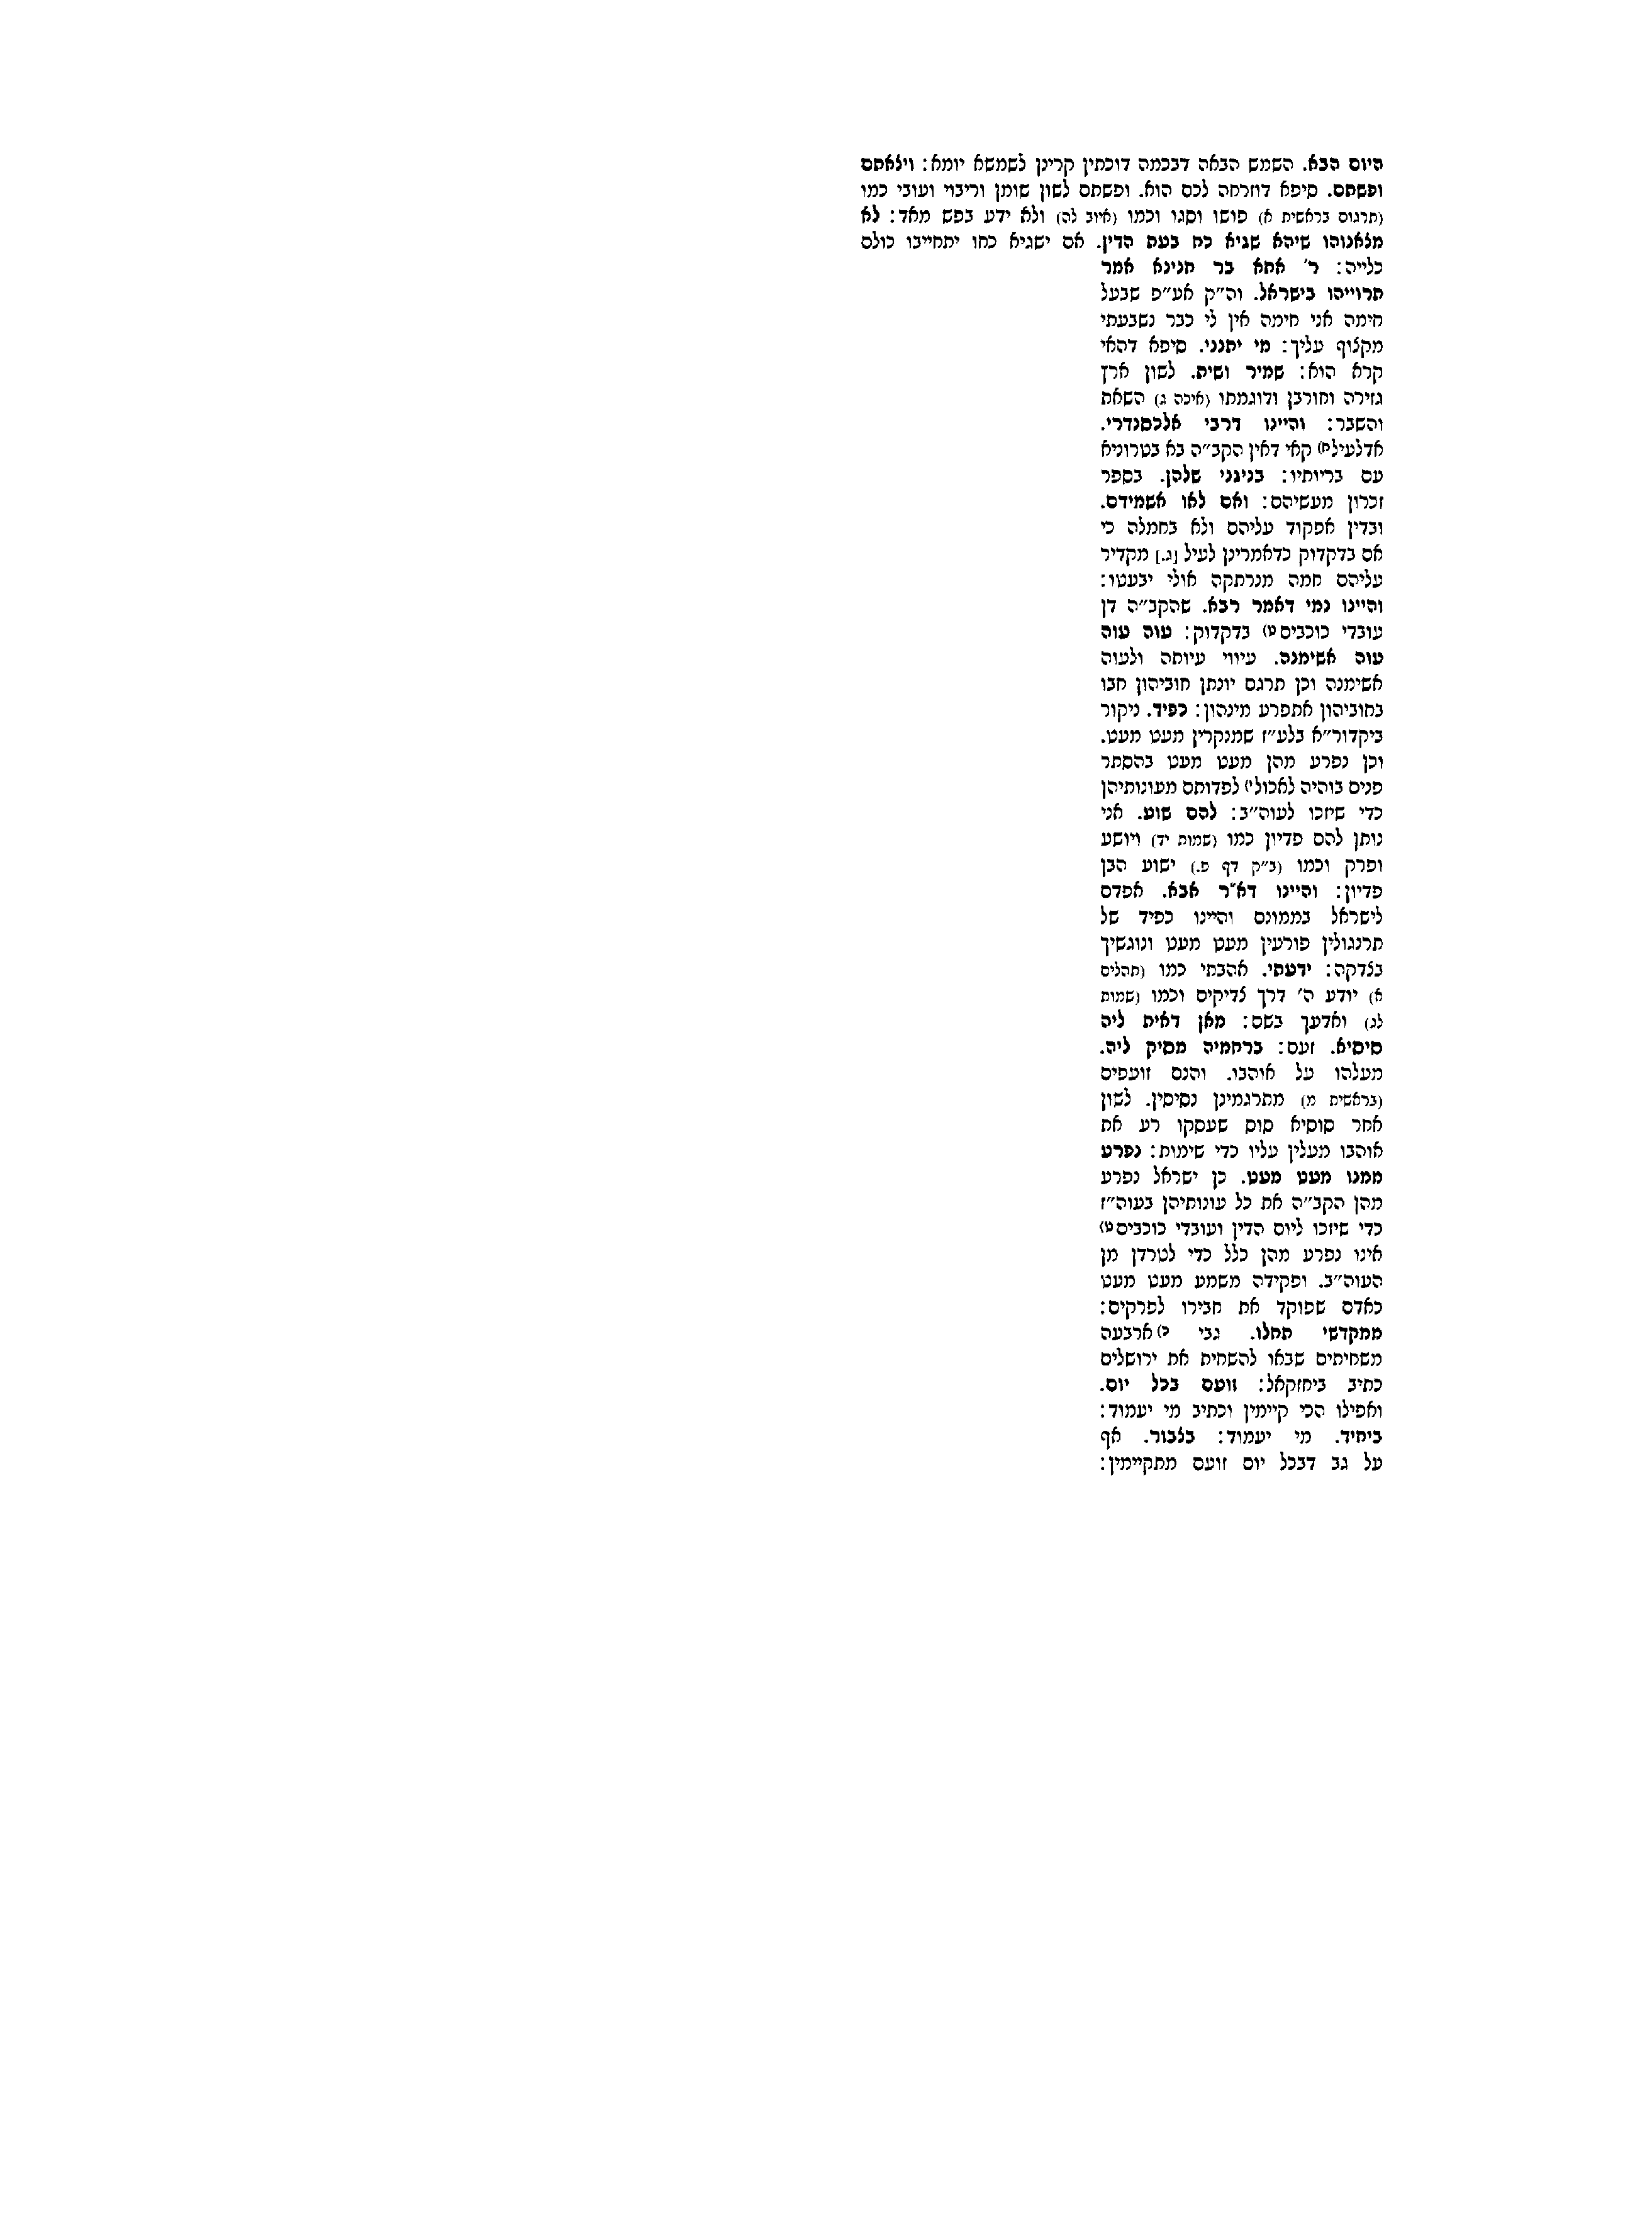 היום הבא. השמש הבאה דבכמה דוכתין קרינן לשמשא יומא: ויצאתם
ופשתם. סיפא דוזרחה לכם הוא. ופשתם לשון שומן וריבוי ועובי כמו
(תרגום בראשית א) פושו וסגו וכמו (איוב לה) ולא ידע בפש מאד: לא
מצאנוהו שיהא שגיא כח בעת הדין. אם ישגיא כחו יתחייבו כולם
כלייה: ר׳ אחא בר חנינא אמר
תרוייהו בישראל. וה״ק אע״פ שבעל
חימה אני חימה אין לי כבר נשבעתי
מקצוף עליך: מי יתנני. סיפא דהאי
קרא הוא: שמיר ושית. לשון ארץ
גזירה וחורבן ודוגמתו (איכה ג) השאת
והשבר: והיינו דרבי אלכסנדרי.
אדלעיל ח) קאי דאין הקב״ה בא בטרוניא
עם בריותיו: בניגני שלהן. בספר
זכרון מעשיהם: ואם לאו אשמידם.
ובדין אפקוד עליהם ולא בחמלה כי
אם בדקדוק כדאמרינן לעיל [ג.] מקדיר
עליהם חמה מנרתקה אולי יבעטו:
והיינו נמי דאמר רבא. שהקב״ה דן
עובדי כוכבים ט) בדקדוק: עוה עוה
עוה אשימנה. עיווי עיותה ולעוה
אשימנה וכן תרגם יונתן חוביהון חבו
בחוביהון אתפרע מינהון: כפיד. ניקור
ביקדור״א בלע״ז שמנקרין מעט מעט.
וכן נפרע מהן מעט מעט בהסתר
פנים בוהיה לאכול י) לפדותם מעונותיהן
כדי שיזכו לעוה״ב: להם שוע. אני
נותן להם פדיון כמו (שמות יד) ויושע
ופרק וכמו (ב״ק דף פ.) ישוע הבן
פדיון: והיינו דא״ר אבא. אפדם
לישראל בממונם והיינו כפיד של
תרנגולין פורעין מעט מעט ונוגשיך
בצדקה: ידעתי. אהבתי כמו (תהלים
א) יודע ה׳ דרך צדיקים וכמו (שמות
לג) ואדעך בשם: מאן דאית ליה
סיסיא. זעם: ברחמיה מסיק ליה.
מעלהו על אוהבו. והנם זועפים
(בראשית מ) מתרגמינן נסיסין. לשון
אחר סוסיא סוס שעסקו רע את
אוהבו מעלין עליו כדי שימות: נפרע
ממנו מעט מעט. כן ישראל נפרע
מהן הקב״ה את כל עונותיהן בעוה״ז
כדי שיזכו ליום הדין ועובדי כוכבים ט)
אינו נפרע מהן כלל כדי לטרדן מן
העוה״ב. ופקידה משמע מעט מעט
כאדם שפוקד את חבירו לפרקים:
ממקדשי תחלו. גבי כ) ארבעה
משחיתים שבאו להשחית את ירושלים
כתיב ביחזקאל: זועם בכל יום.
ואפילו הכי קיימין וכתיב מי יעמוד:
ביחיד. מי יעמוד: בצבור. אף
על גב דבכל יום זועם מתקיימין: